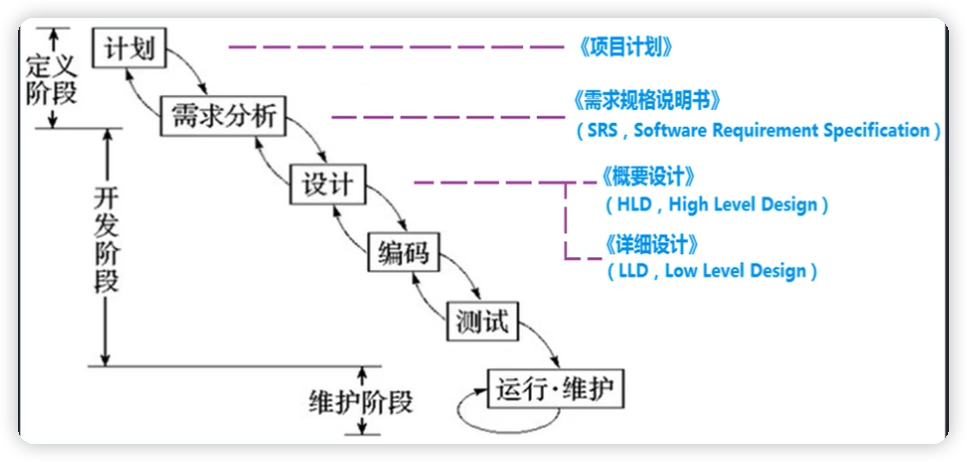 计划
《项目计划》
定义
阶段
需求分析
《需求规格说明书》
（SRS，Software Requirement Specification）
设计
《概要设计》
（HLD，High Level Design）
开发阶段
编码
《详细设计》
（LLD，Low Level Design）
测试
运行·维护
维护阶段